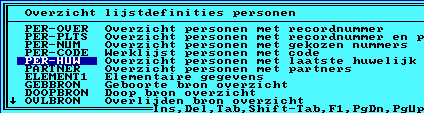 Overzicht lijstdefinities personen
PER-OVER Overzicht personen met recordnummer
PER-PLTS Overzicht personen met recordnummer en p
PER-NUM Overzicht personen met gekozen nummers
PER-CODE Werklijst personen met code
PER-HUW Overzicht personen met laatste huwelijk
PARTNER Overzicht personen met partners
ELEMENT1 Elementaire gegevens
GEBBRON Geboorte bron overzicht
DOOPBRON Doop bron overzicht
↓ OVLBRON Overlijden bron overzicht
Ins,Del,Tab,Shift-Tab,F1,PgDn,PgUp